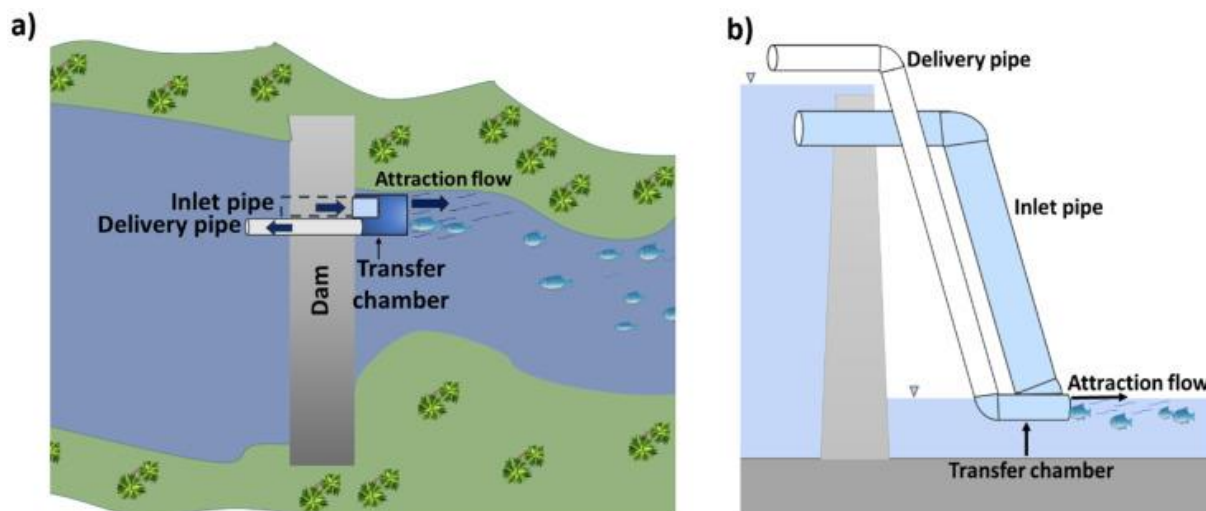 a)
Attraction flow
Inlet pipe
Delivery pipe
Transfer
chamber
Dam
b)
Delivery pipe
Inlet pipe
Attraction flow
Transfer chamber